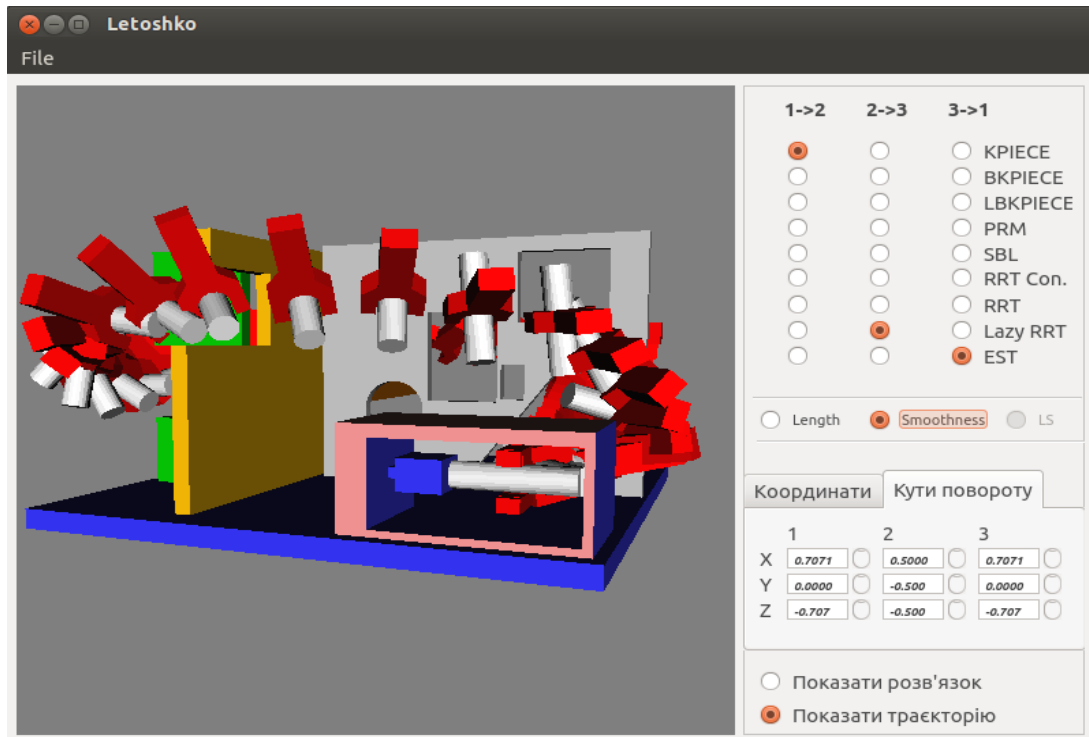 Letoshko
File
1->2 2->3 3->1
KPIECE
BKPIECE
LBKPIECE
PRM
SBL
RRT Con.
RRT
Lazy RRT
EST
Length Smoothness LS
Координати Кути повороту
1 2 3
X 0.7071 0.5000 0.7071
Y 0.0000 -0.500 0.0000
Z -0.707 -0.500 -0.707
Показати розв'язок
Показати траєкторію